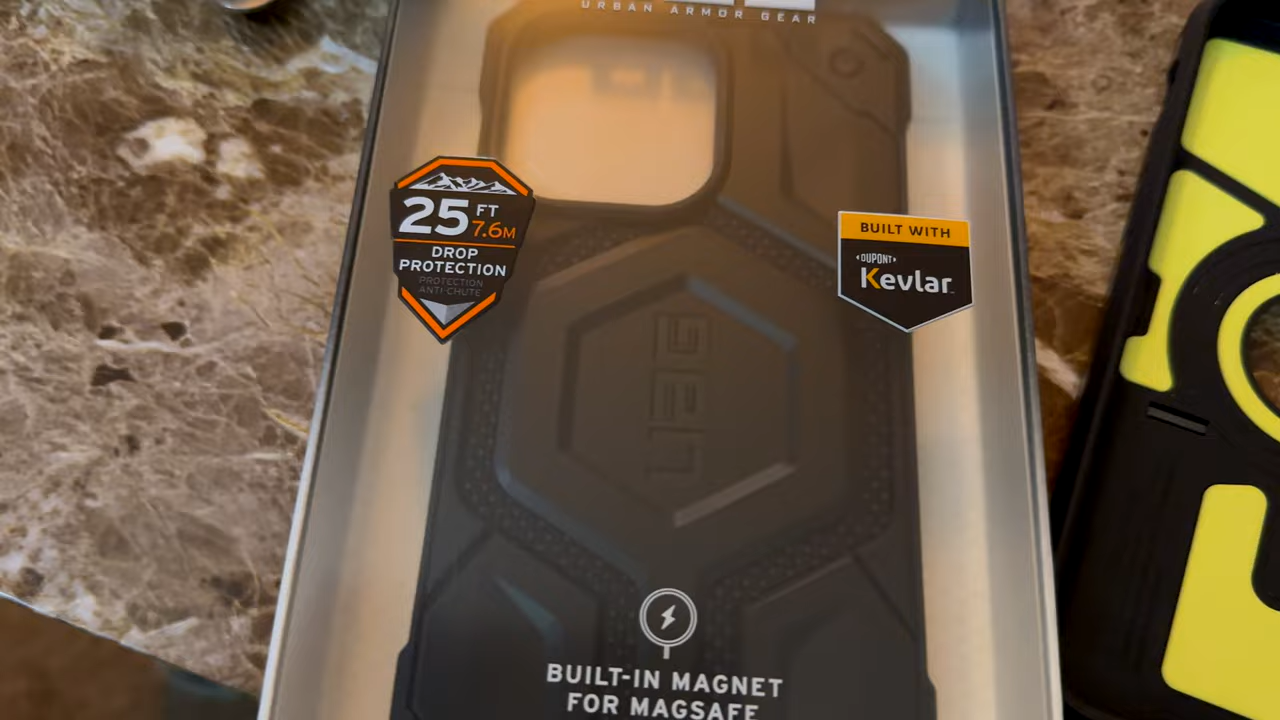 URBAN ARMOR GEAR
25 FT
7.6M
DROP
PROTECTION
PROTECTION
ANTI-CHUTE
BUILT WITH
DUPONT
Kevlar
UAG
BUILT-IN MAGNET
FOR MAGSAFE